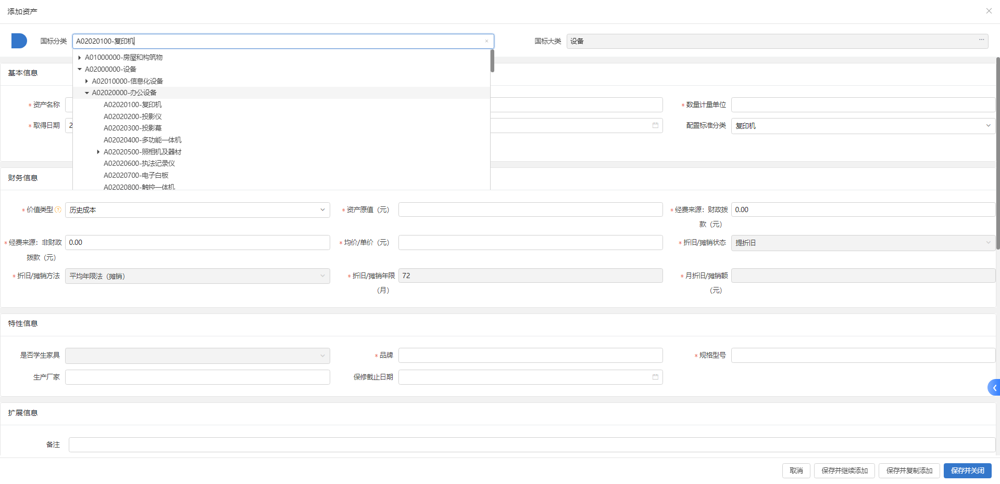 添加资产
国标分类 A02020100-复印机 国标大类 设备
A01000000-房屋和构筑物
A02000000-设备
A02010000-信息化设备
A02020000-办公设备
A02020100-复印机
A02020200-投影仪
A02020300-投影幕
A02020400-多功能一体机
A02020500-照相机及器材
A02020600-执法记录仪
A02020700-电子白板
A02020800-触控一体机
基本信息
* 资产名称 * 数量计量单位
* 取得日期 2 配置标准分类 复印机
财务信息
* 价值类型 历史成本 * 资产原值（元） * 经费来源：财政拨款（元） 0.00
* 经费来源：非财政拨款（元） 0.00 * 均价/单价（元） * 折旧/摊销状态 提折旧
* 折旧/摊销方法 平均年限法（摊销） * 折旧/摊销年限（月） 72 * 月折旧/摊销额（元）
特性信息
是否学生家具 * 品牌 * 规格型号
生产厂家 保修截止日期
扩展信息
备注
取消 保存并继续添加 保存并复制添加 保存并关闭